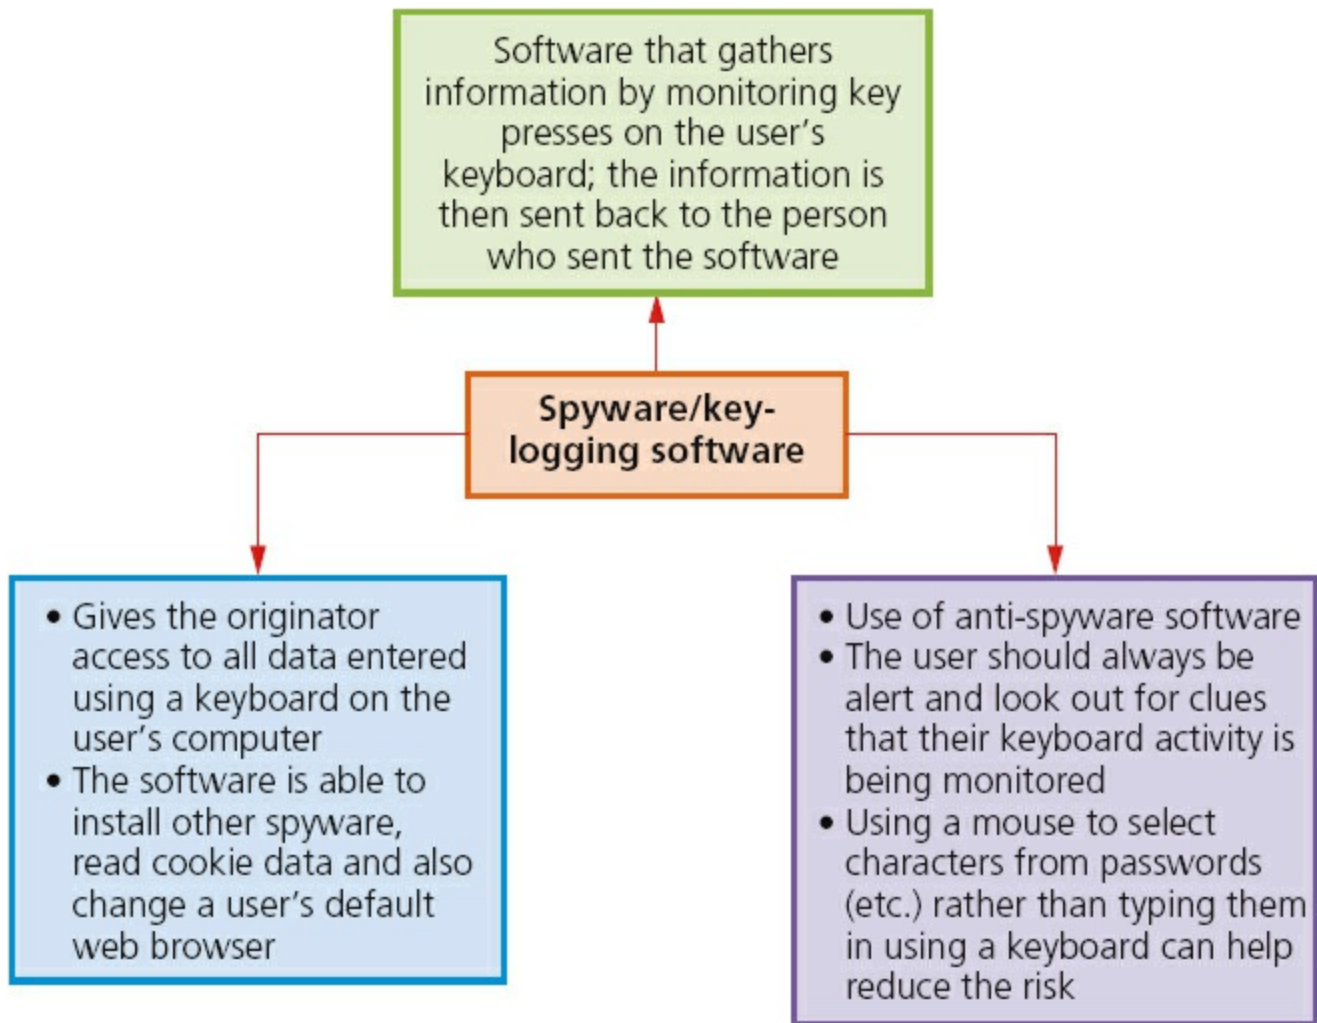 Software that gathers
information by monitoring key
presses on the user's
keyboard; the information is
then sent back to the person
who sent the software
Spyware/key-
logging software
• Gives the originator
access to all data entered
using a keyboard on the
user's computer
• The software is able to
install other spyware,
read cookie data and also
change a user's default
web browser
• Use of anti-spyware software
• The user should always be
alert and look out for clues
that their keyboard activity is
being monitored
• Using a mouse to select
characters from passwords
(etc.) rather than typing them
in using a keyboard can help
reduce the risk